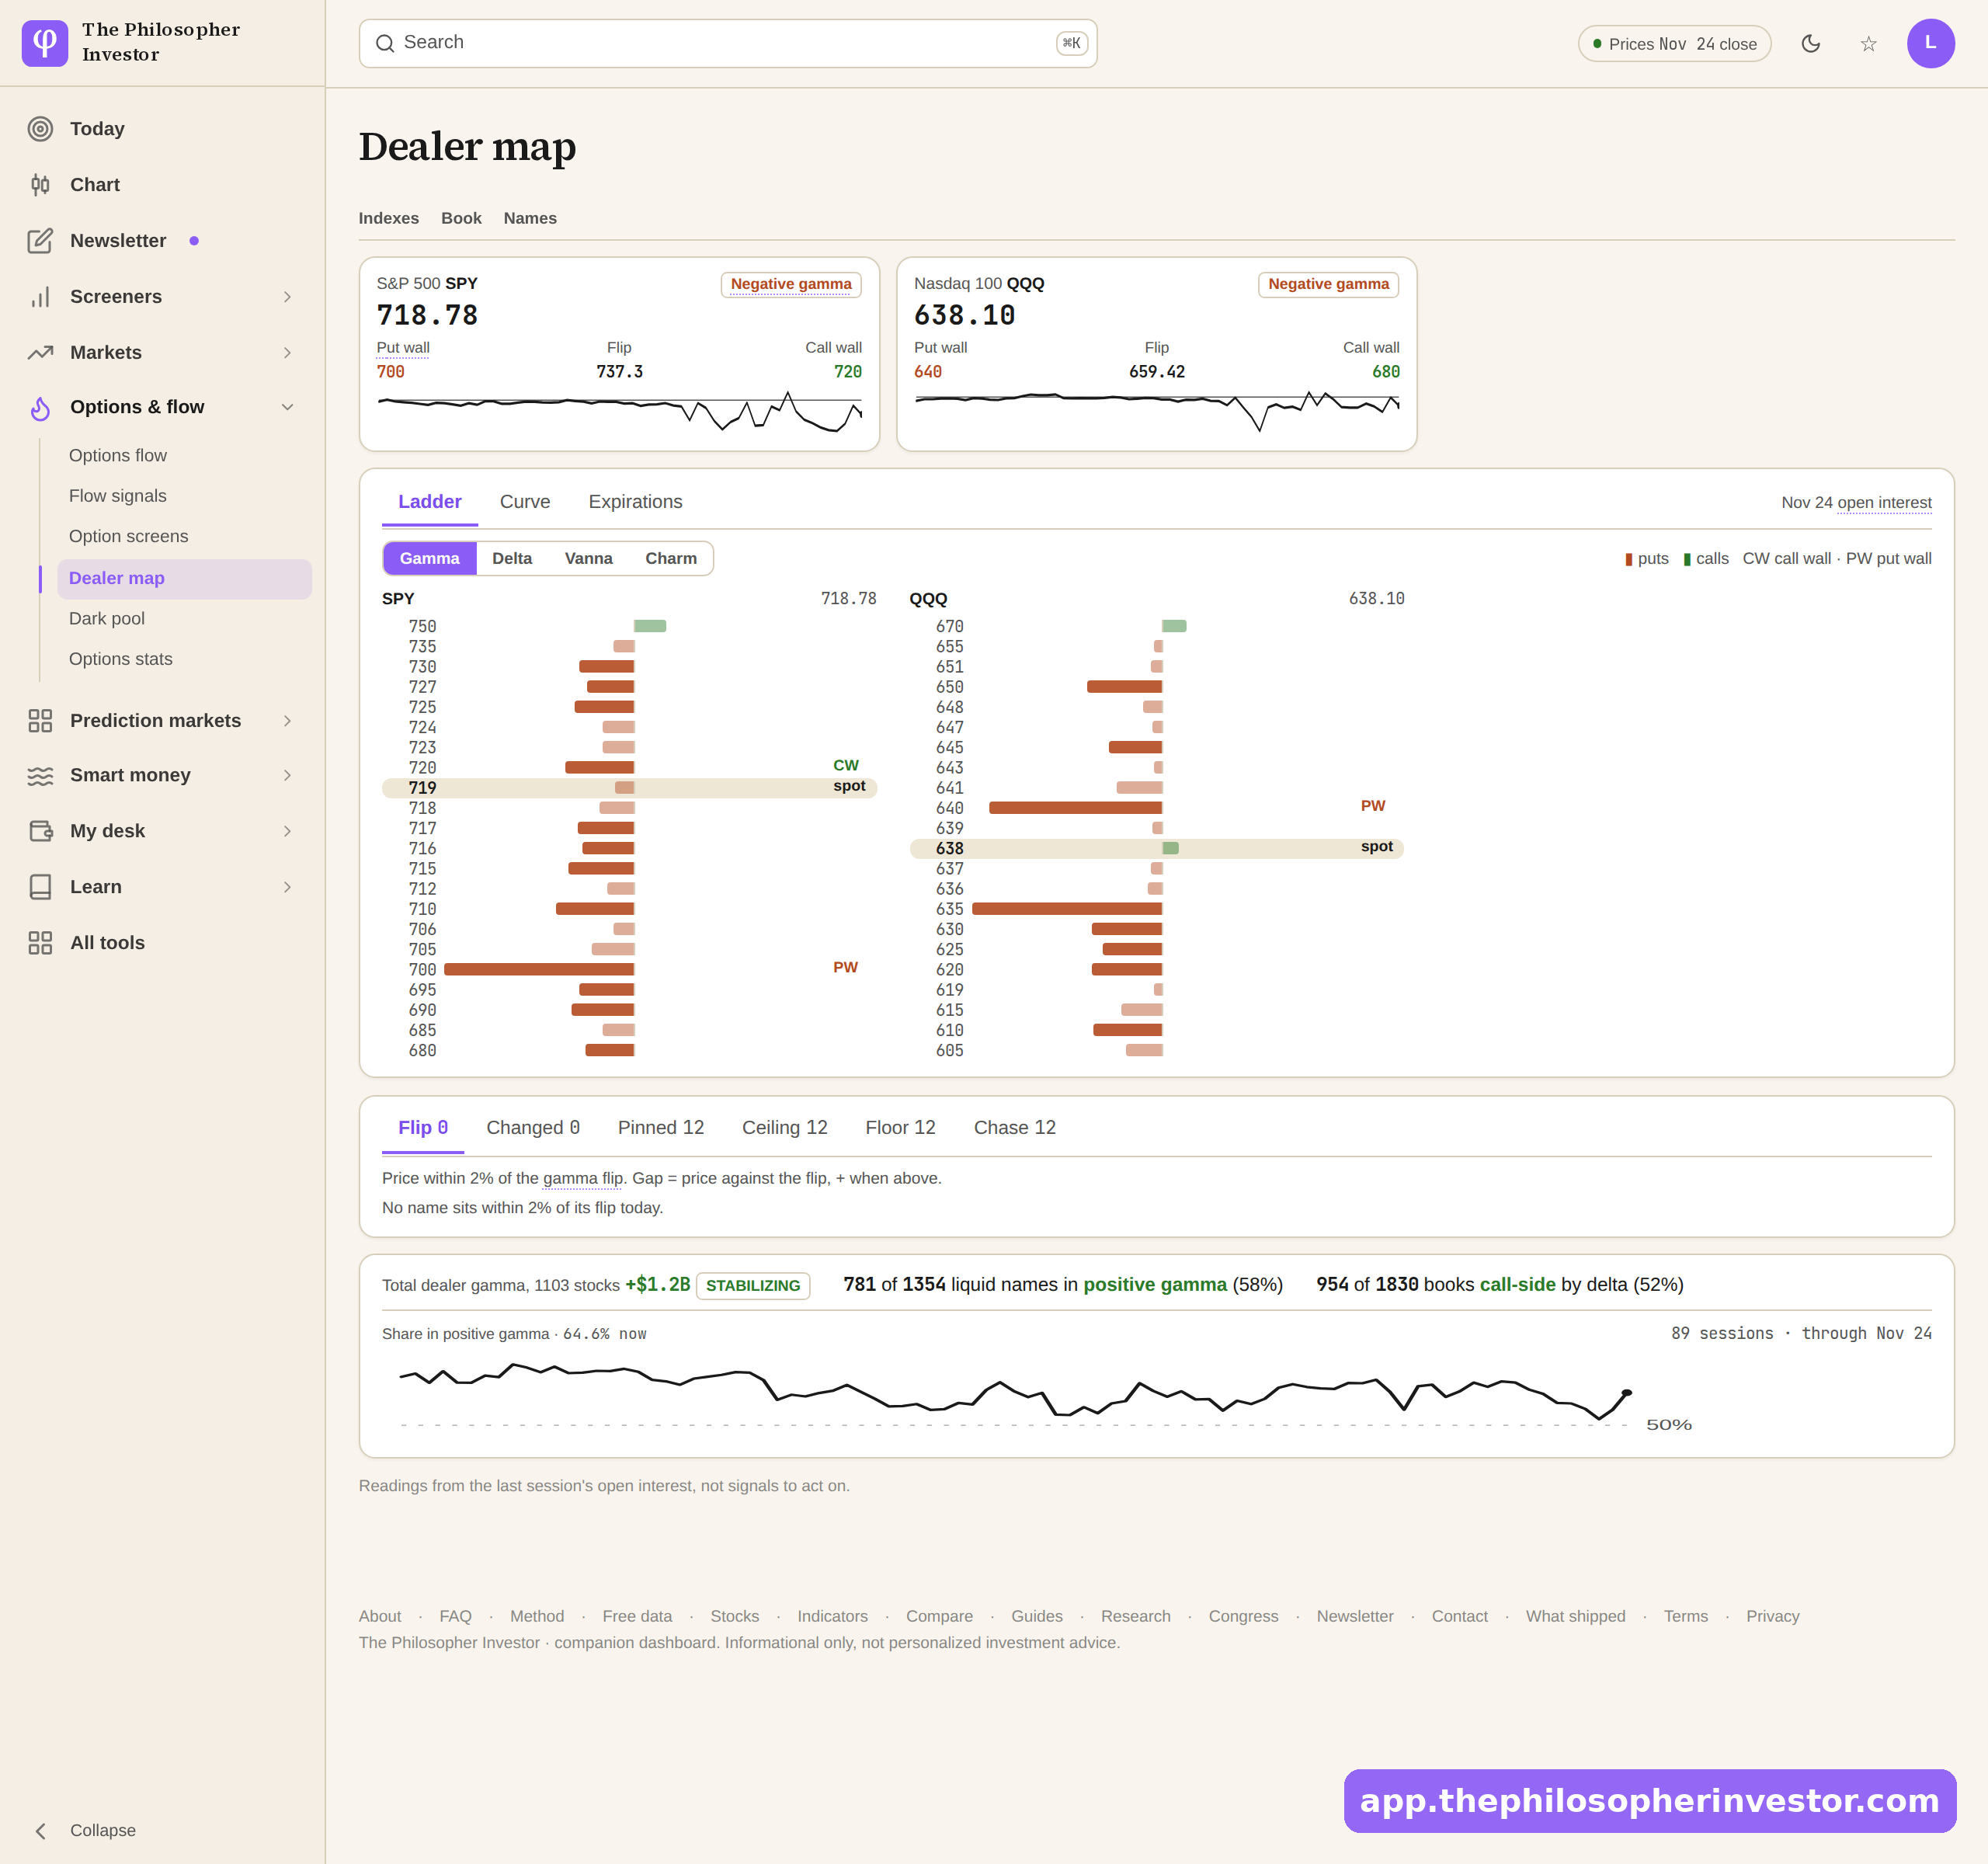 φ The Philosopher Investor
Search ⌘K
Prices Nov 24 close ☆ L
Today
Chart
Newsletter
Screeners
Markets
Options & flow
Options flow
Flow signals
Option screens
Dealer map
Dark pool
Options stats
Prediction markets
Smart money
My desk
Learn
All tools
Collapse
Dealer map
Indexes Book Names
S&P 500 SPY Negative gamma
718.78
Put wall Flip Call wall
700 737.3 720
Nasdaq 100 QQQ Negative gamma
638.10
Put wall Flip Call wall
640 659.42 680
Ladder Curve Expirations Nov 24 open interest
Gamma Delta Vanna Charm puts calls CW call wall · PW put wall
SPY 718.78
750
735
730
727
725
724
723
720 CW
719 spot
718
717
716
715
712
710
706
705
700 PW
695
690
685
680
QQQ 638.10
670
655
651
650
648
647
645
643
641
640 PW
639
638 spot
637
636
635
630
625
620
619
615
610
605
Flip 0 Changed 0 Pinned 12 Ceiling 12 Floor 12 Chase 12
Price within 2% of the gamma flip. Gap = price against the flip, + when above.
No name sits within 2% of its flip today.
Total dealer gamma, 1103 stocks +$1.2B STABILIZING 781 of 1354 liquid names in positive gamma (58%) 954 of 1830 books call-side by delta (52%)
Share in positive gamma · 64.6% now 89 sessions · through Nov 24
50%
Readings from the last session's open interest, not signals to act on.
About · FAQ · Method · Free data · Stocks · Indicators · Compare · Guides · Research · Congress · Newsletter · Contact · What shipped · Terms · Privacy
The Philosopher Investor · companion dashboard. Informational only, not personalized investment advice.
app.thephilosopherinvestor.com